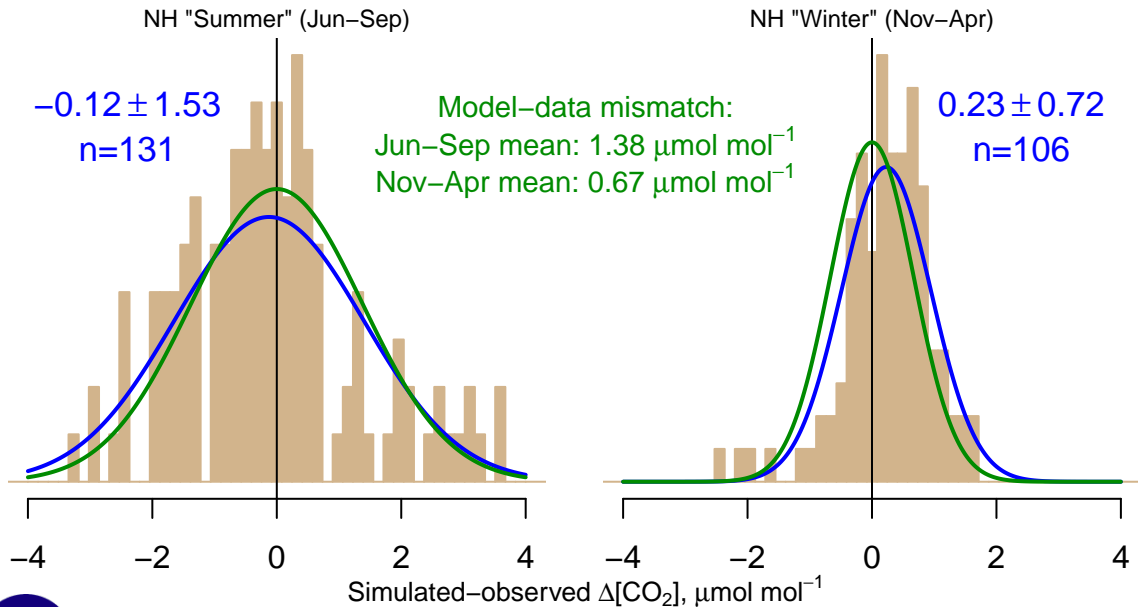 NH "Summer" (Jun−Sep)
NH "Winter" (Nov−Apr)
−0.12 ± 1.53
n=131
Model−data mismatch:
Jun−Sep mean: 1.38 μmol mol⁻¹
Nov−Apr mean: 0.67 μmol mol⁻¹
0.23 ± 0.72
n=106
−4 −2 0 2 4
−4 −2 0 2 4
Simulated−observed Δ[CO₂], μmol mol⁻¹